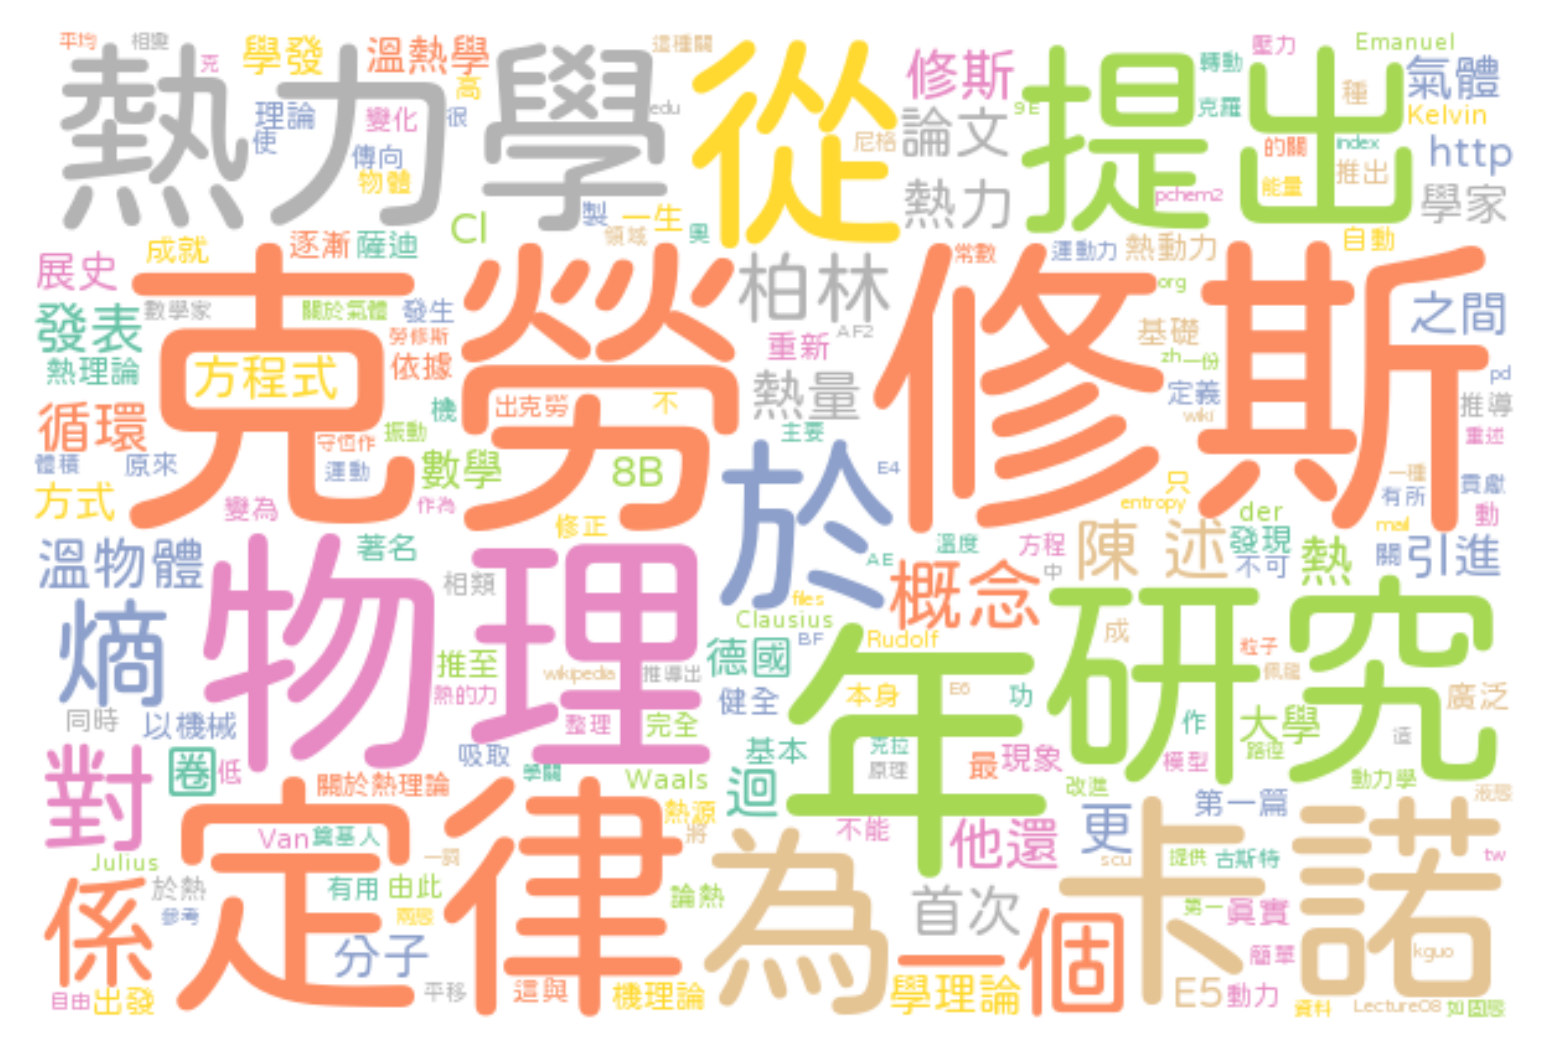 平均
相變
克
學發
溫熱學
高
這種關
熱力學
從
修斯
提出
轉動
壓力
Emanuel
氣體
理論
使
變化
很
edu
傳向
物體
尼格
論文
9E
克羅
種
Kelvin
的關
index
推出
http
熱力
pchem2
能量
學家
Cl
製
一生
領域
奧
自動
展史
成就
逐漸
薩迪
柏林
常數
運動力
熱動力
org
之間
發表
數學家
關於氣體
發生
克勞修斯
勞修斯
重新
AF2
基礎
zh
一份
熱理論
方程式
依據
熱量
定義
wiki
pd
推導
循環
機
出克勞
不
主要
重述
守恆作
振動
體積
原來
運動
數學
8B
於
E4
只
一種
有所
貢獻
方式
變為
作為
修正
entropy
der
mail
動
溫物體
著名
溫度
方程
中
陳 述
發現
不可
熱
關
引進
相類
AE
概念
熵
物理
files
Clausius
BF
Rudolf
年
研究
成
粒子
佩龍
推至
wikipedia
推導出
德國
熱的力
健全
本身
E6
功
廣泛
同時
以機械
整理
完全
作
大學
路徑
造
對
圈
低
吸取
學關
基本
克拉
原理
最
現象
模型
動力學
關於熱理論
Waals
迴
改進
熱源
第一篇
液態
定律
將
為
不能
他還
更
卡諾
Van
奠基人
一詞
scu
提供
古斯特
tw
Julius
係
於熱
有用
由此
論熱
首次
第一
真實
參考
兩態
分子
一個
簡單
kguo
自由
出發
平移
這與
機理論
學理論
E5
動力
資料
Lecture08
如固態